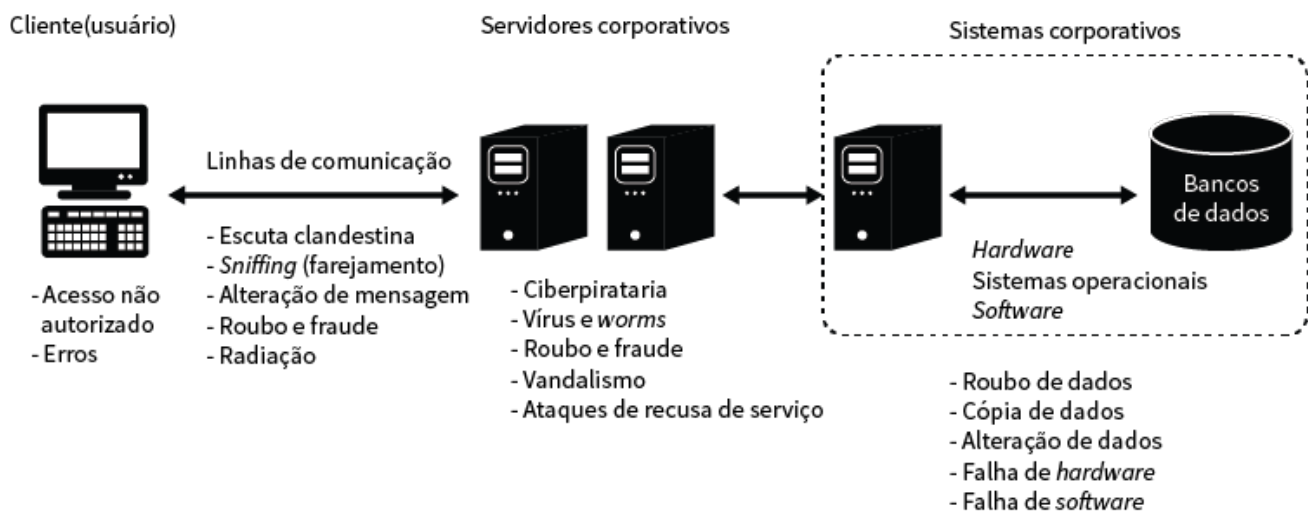 Cliente(usuário)
Servidores corporativos
Sistemas corporativos
Linhas de comunicação
- Acesso não
autorizado
- Erros
- Escuta clandestina
- Sniffing (farejamento)
- Alteração de mensagem
- Roubo e fraude
- Radiação
- Ciberpirataria
- Vírus e worms
- Roubo e fraude
- Vandalismo
- Ataques de recusa de serviço
Bancos
de dados
Hardware
Sistemas operacionais
Software
- Roubo de dados
- Cópia de dados
- Alteração de dados
- Falha de hardware
- Falha de software